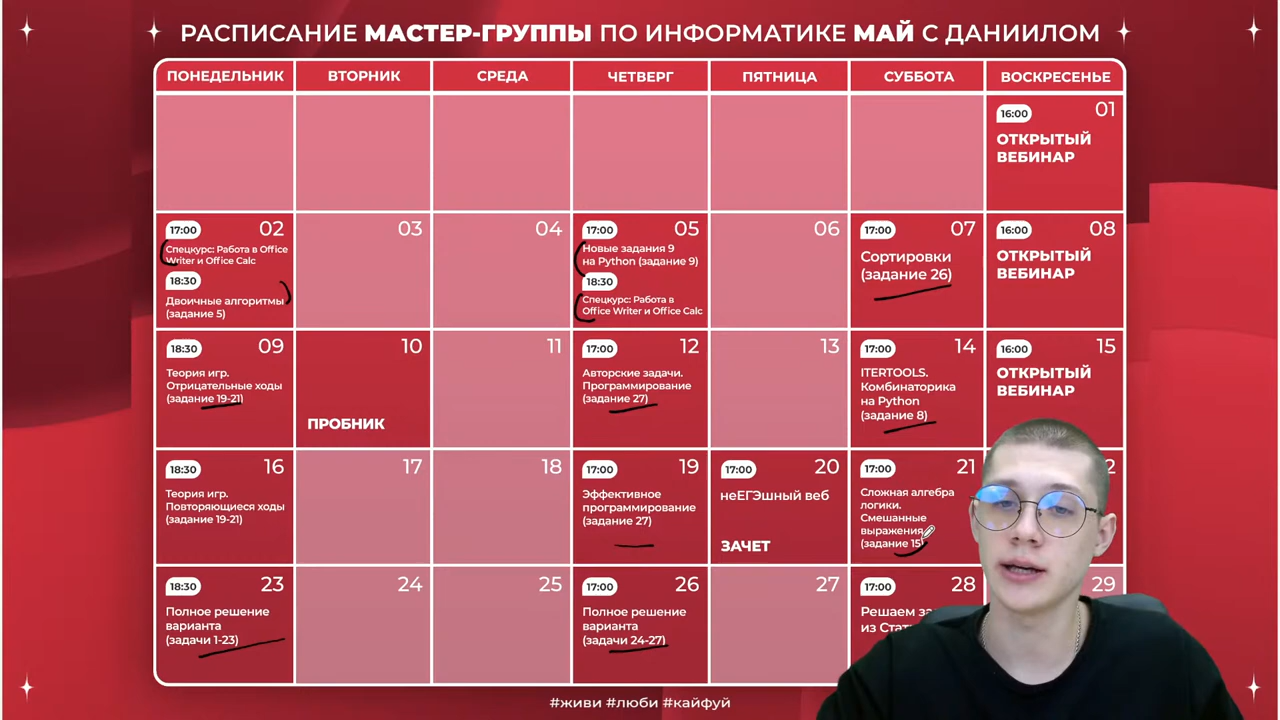 РАСПИСАНИЕ МАСТЕР-ГРУППЫ ПО ИНФОРМАТИКЕ МАЙ С ДАНИИЛОМ
ПОНЕДЕЛЬНИК ВТОРНИК СРЕДА ЧЕТВЕРГ ПЯТНИЦА СУББОТА ВОСКРЕСЕНЬЕ
16:00 01
ОТКРЫТЫЙ
ВЕБИНАР
17:00 02
Спецкурс: Работа в Office
Writer и Office Calc
18:30
Двоичные алгоритмы
(задание 5)
03
04
17:00 05
Новые задания 9
на Python (задание 9)
18:30
Спецкурс: Работа в
Office Writer и Office Calc
06
17:00 07
Сортировки
(задание 26)
16:00 08
ОТКРЫТЫЙ
ВЕБИНАР
18:30 09
Теория игр.
Отрицательные ходы
(задание 19-21)
10
ПРОБНИК
11
17:00 12
Авторские задачи.
Программирование
(задание 27)
13
17:00 14
ITERTOOLS.
Комбинаторика
на Python
(задание 8)
16:00 15
ОТКРЫТЫЙ
ВЕБИНАР
18:30 16
Теория игр.
Повторяющиеся ходы
(задание 19-21)
17
18
17:00 19
Эффективное
программирование
(задание 27)
17:00 20
неЕГЭшный веб
ЗАЧЕТ
17:00 21
Сложная алгебра
логики.
Смешанные
выражения
(задание 15)
18:30 23
Полное решение
варианта
(задачи 1-23)
24
25
17:00 26
Полное решение
варианта
(задачи 24-27)
27
17:00 28
Решаем
из
29
#живи #люби #кайфуй